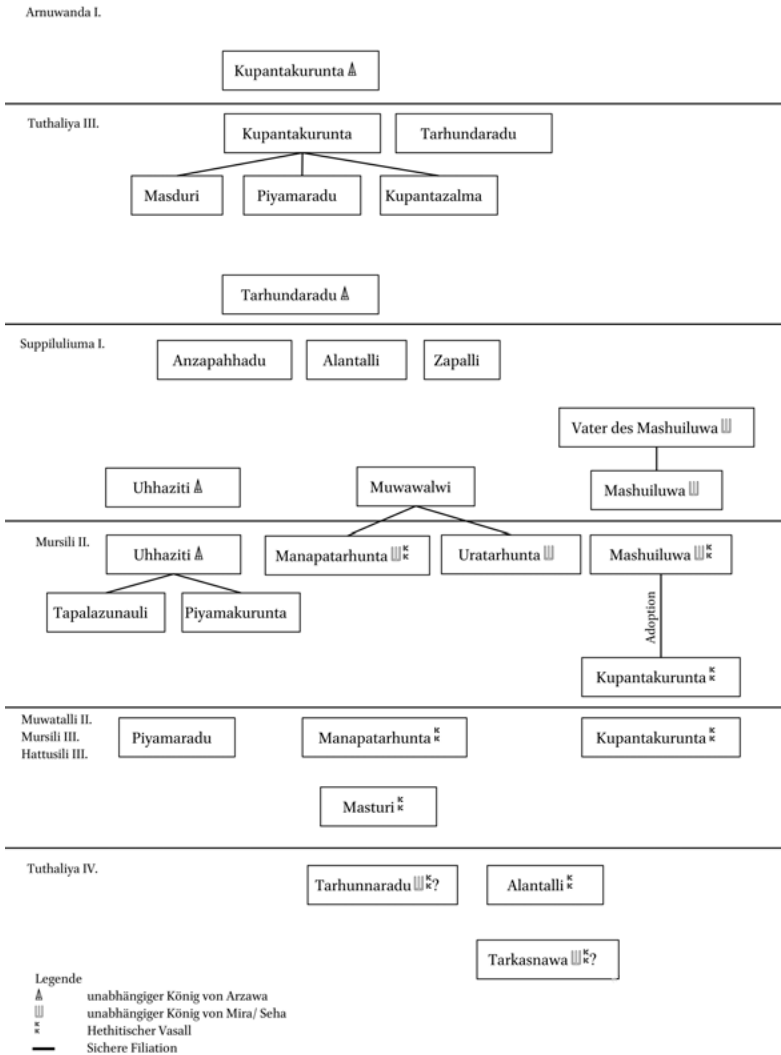 Arnuwanda I.
Kupantakurunta
Tuthaliya III.
Kupantakurunta
Tarhundaradu
Masduri
Piyamaradu
Kupantazalma
Tarhundaradu
Suppiluliuma I.
Anzapahhadu
Alantalli
Zapalli
Vater des Mashuiluwa
Uhhaziti
Muwawalwi
Mashuiluwa
Mursili II.
Uhhaziti
Manapatarhunta
Uratarhunta
Mashuiluwa
Tapalazunauli
Piyamakurunta
Adoption
Kupantakurunta
Muwatalli II.
Mursili III.
Hattusili III.
Piyamaradu
Manapatarhunta
Kupantakurunta
Masturi
Tuthaliya IV.
Tarhunnaradu ?
Alantalli
Tarkasnawa ?
Legende
unabhängiger König von Arzawa
unabhängiger König von Mira/ Seha
Hethitischer Vasall
Sichere Filiation